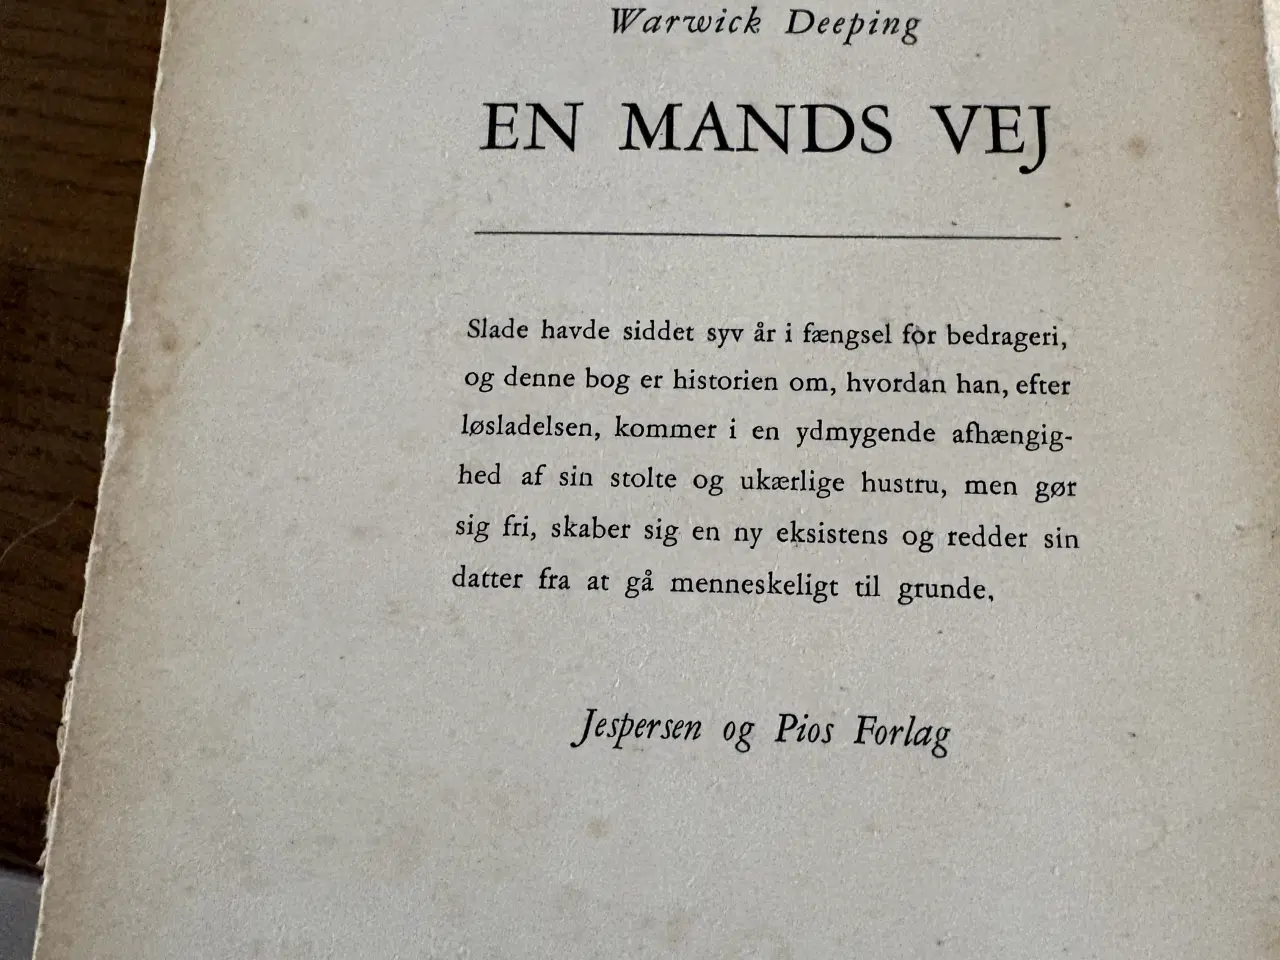 Warwick Deeping
EN MANDS VEJ
Slade havde siddet syv år i fængsel for bedrageri,
og denne bog er historien om, hvordan han, efter
løsladelsen, kommer i en ydmygende afhængig-
hed af sin stolte og ukærlige hustru, men gør
sig fri, skaber sig en ny eksistens og redder sin
datter fra at gå menneskeligt til grunde.
Jespersen og Pios Forlag